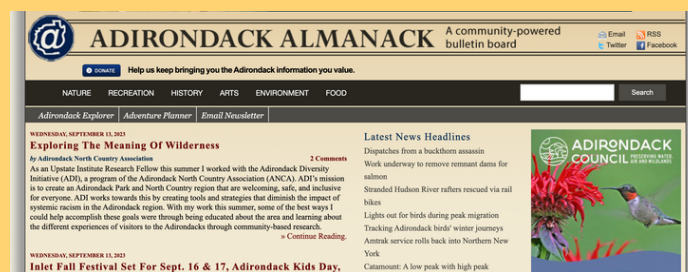 ADIRONDACK ALMANACK
A community-powered
bulletin board
Email
RSS
Twitter
Facebook
DONATE
Help us keep bringing you the Adirondack information you value.
NATURE RECREATION HISTORY ARTS ENVIRONMENT FOOD
Search
Adirondack Explorer Adventure Planner Email Newsletter
WEDNESDAY, SEPTEMBER 13, 2023
Exploring The Meaning Of Wilderness
by Adirondack North Country Association 2 Comments
As an Upstate Institute Research Fellow this summer I worked with the Adirondack Diversity
Initiative (ADI), a program of the Adirondack North Country Association (ANCA). ADI's mission
is to create an Adirondack Park and North Country region that are welcoming, safe, and inclusive
for everyone. ADI works towards this by creating tools and strategies that diminish the impact of
systemic racism in the Adirondack region. With my work this summer, some of the best ways I
could help accomplish these goals were through being educated about the area and learning about
the different experiences of visitors to the Adirondacks through community-based research.
» Continue Reading.
WEDNESDAY, SEPTEMBER 13, 2023
Inlet Fall Festival Set For Sept. 16 & 17, Adirondack Kids Day,
Latest News Headlines
Dispatches from a buckthorn assassin
Work underway to remove remnant dams for
salmon
Stranded Hudson River rafters rescued via rail
bikes
Lights out for birds during peak migration
Tracking Adirondack birds' winter journeys
Amtrak service rolls back into Northern New
York
Catamount: A low peak with high peak
ADIRONDACK
COUNCIL PRESERVING WATER,
AIR AND WILDLANDS